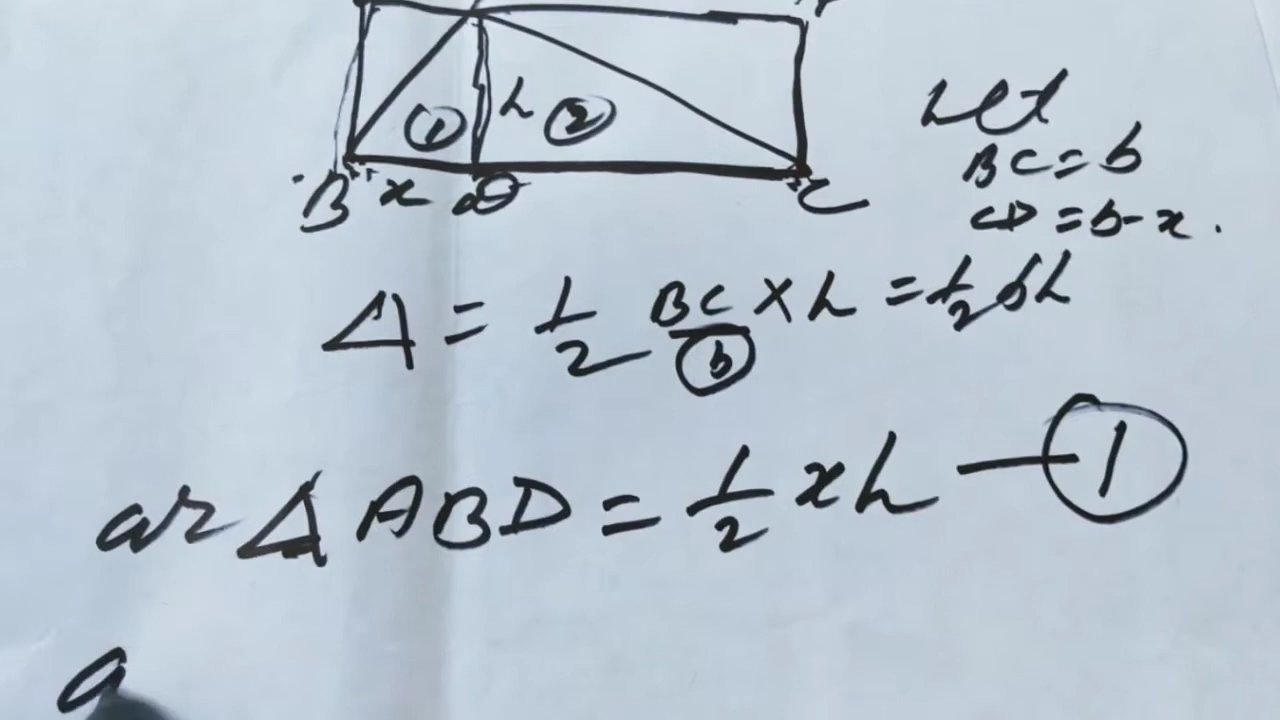 ① h ②
B x D C
Let
BC = b
CD = b - x .
Δ = 1/2 BC × h = 1/2 bh
b
ar Δ ABD = 1/2 xh — ①
a